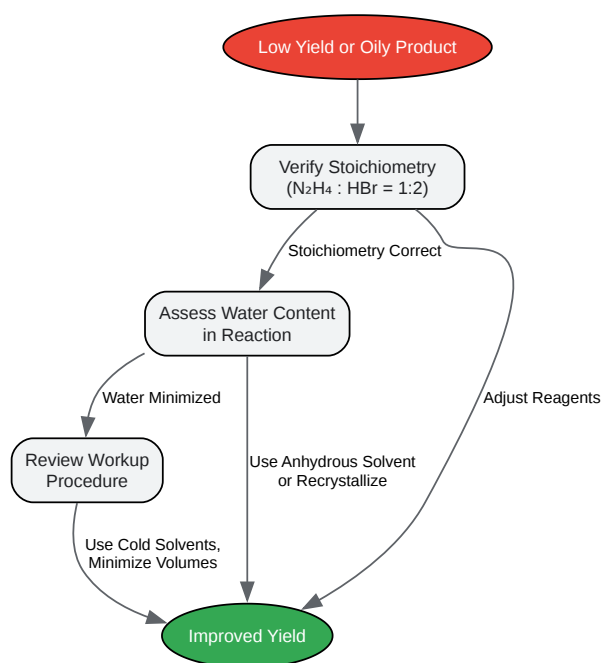 Low Yield or Oily Product
Verify Stoichiometry
(N₂H₄ : HBr = 1:2)
Stoichiometry Correct
Assess Water Content
in Reaction
Water Minimized
Adjust Reagents
Review Workup
Procedure
Use Anhydrous Solvent
or Recrystallize
Use Cold Solvents,
Minimize Volumes
Improved Yield